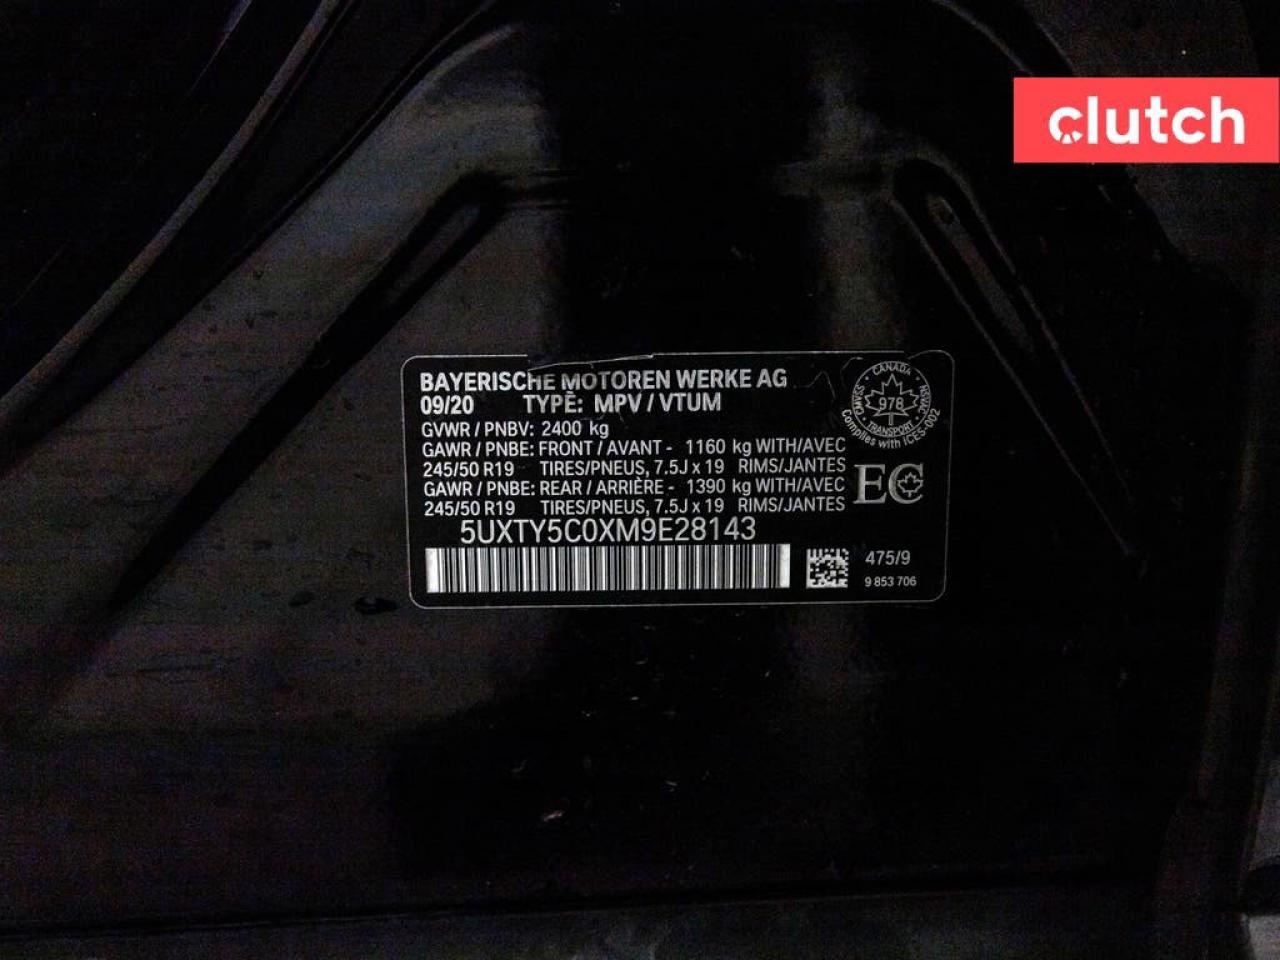 clutch
BAYERISCHE MOTOREN WERKE AG
09/20 TYPE: MPV / VTUM
GVWR / PNBV: 2400 kg
GAWR / PNBE: FRONT / AVANT - 1160 kg WITH/AVEC
245/50 R19 TIRES/PNEUS, 7.5J x 19 RIMS/JANTES
GAWR / PNBE: REAR / ARRIÈRE - 1390 kg WITH/AVEC
245/50 R19 TIRES/PNEUS, 7.5J x 19 RIMS/JANTES
5UXTY5C0XM9E28143
CANADA
CMVSS
978
NSVAC
TRANSPORT
Complies with ICES-002
EC
475/9
9 853 706